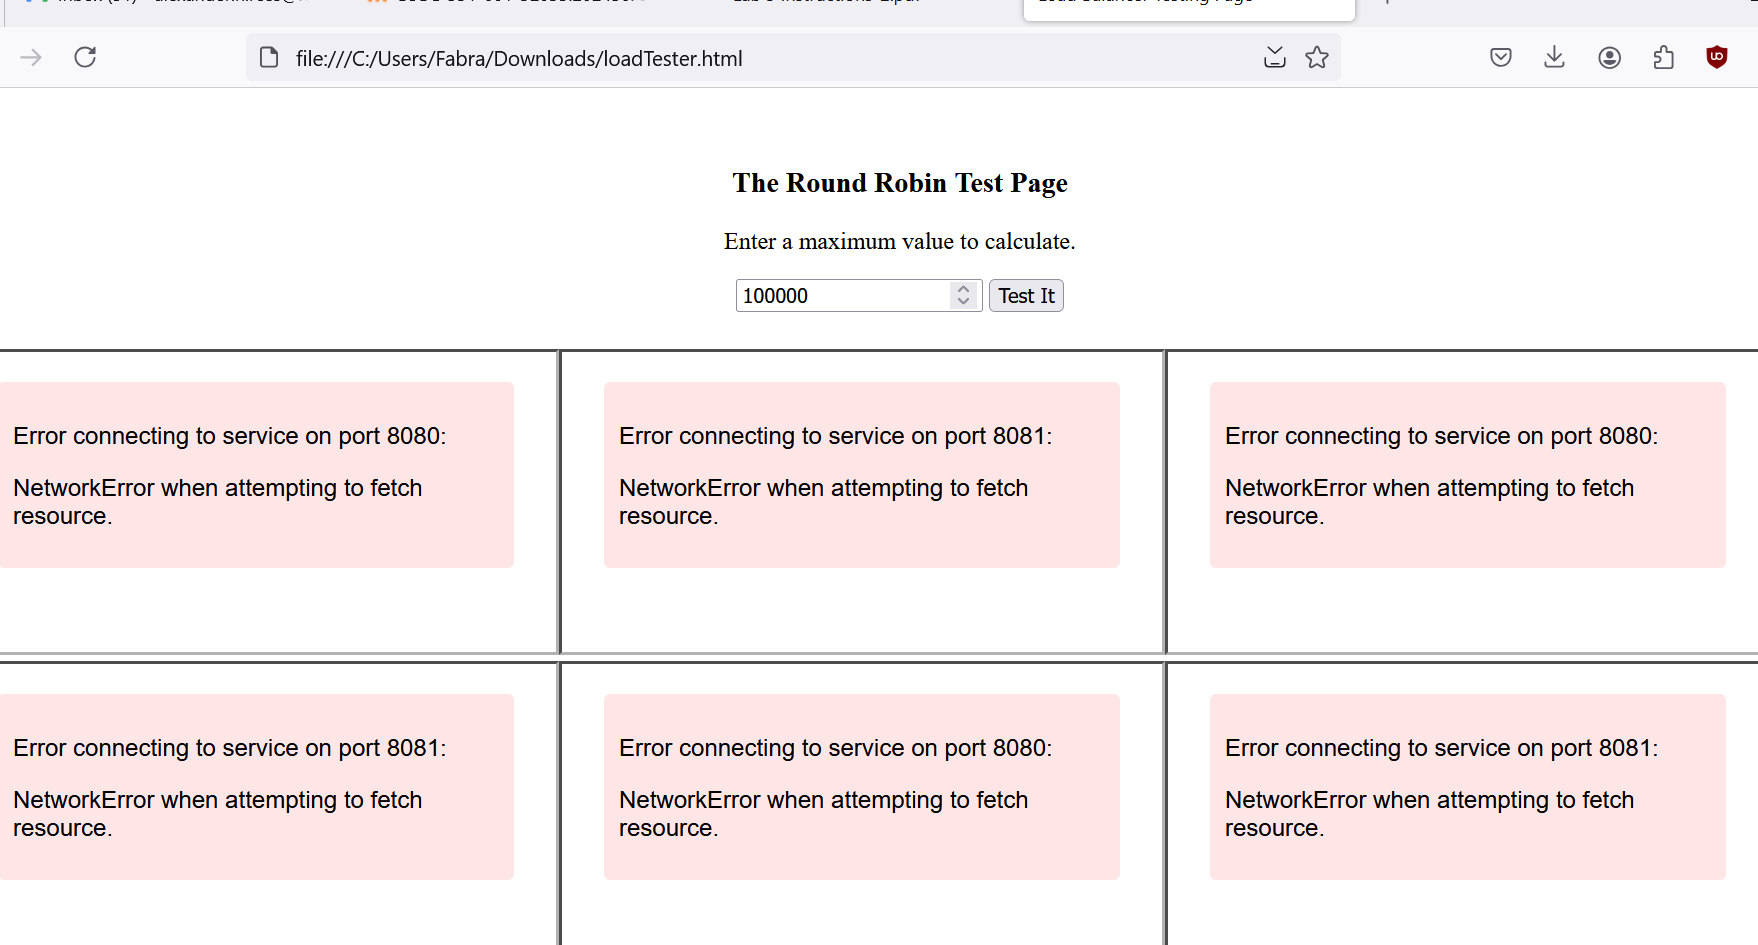 file:///C:/Users/Fabra/Downloads/loadTester.html
The Round Robin Test Page
Enter a maximum value to calculate.
100000 Test It
Error connecting to service on port 8080:
NetworkError when attempting to fetch
resource.
Error connecting to service on port 8081:
NetworkError when attempting to fetch
resource.
Error connecting to service on port 8080:
NetworkError when attempting to fetch
resource.
Error connecting to service on port 8081:
NetworkError when attempting to fetch
resource.
Error connecting to service on port 8080:
NetworkError when attempting to fetch
resource.
Error connecting to service on port 8081:
NetworkError when attempting to fetch
resource.